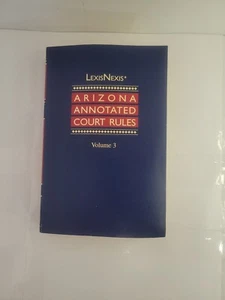 LexisNexis®
ARIZONA
ANNOTATED
COURT RULES
Volume 3